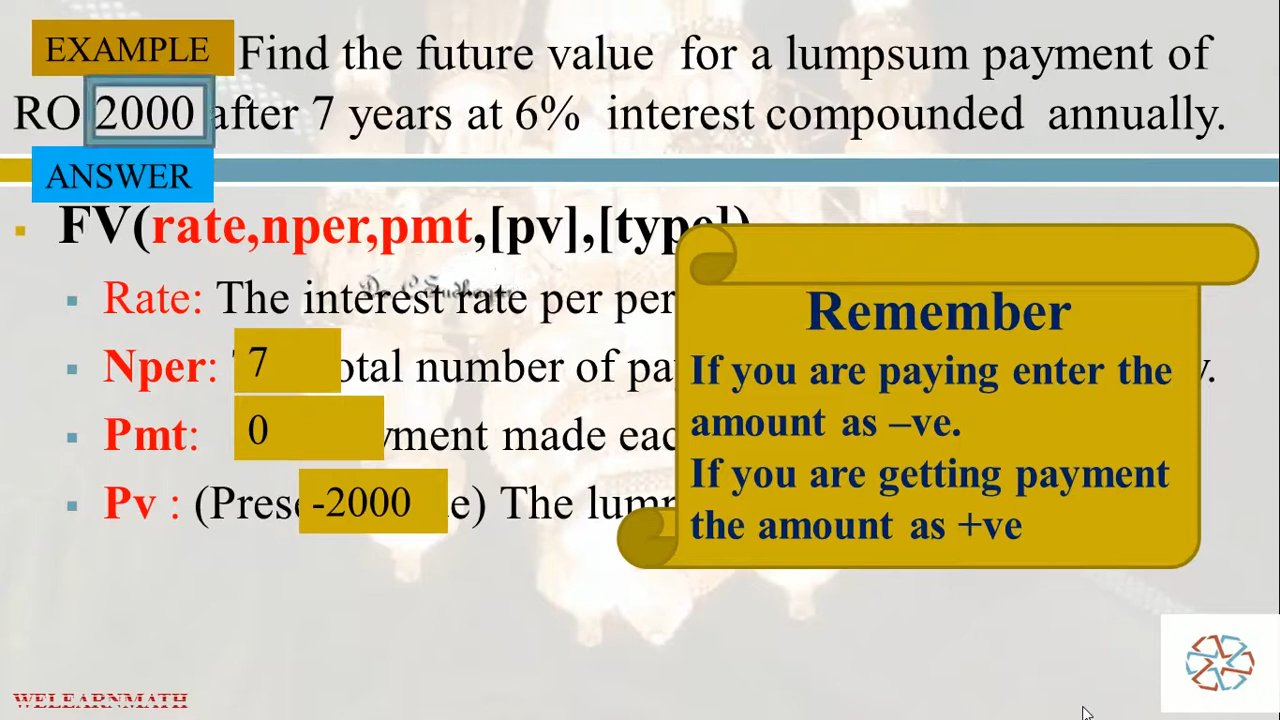 EXAMPLE Find the future value for a lumpsum payment of
RO 2000 after 7 years at 6% interest compounded annually.
ANSWER
FV(rate,nper,pmt,[pv],[type])
Rate: The interest rate per per
Nper: 7 otal number of pa y.
Pmt: 0 yment made eac
Pv : (Prese -2000 e) The lum
Remember
If you are paying enter the
amount as –ve.
If you are getting payment
the amount as +ve
WELEARNMATH